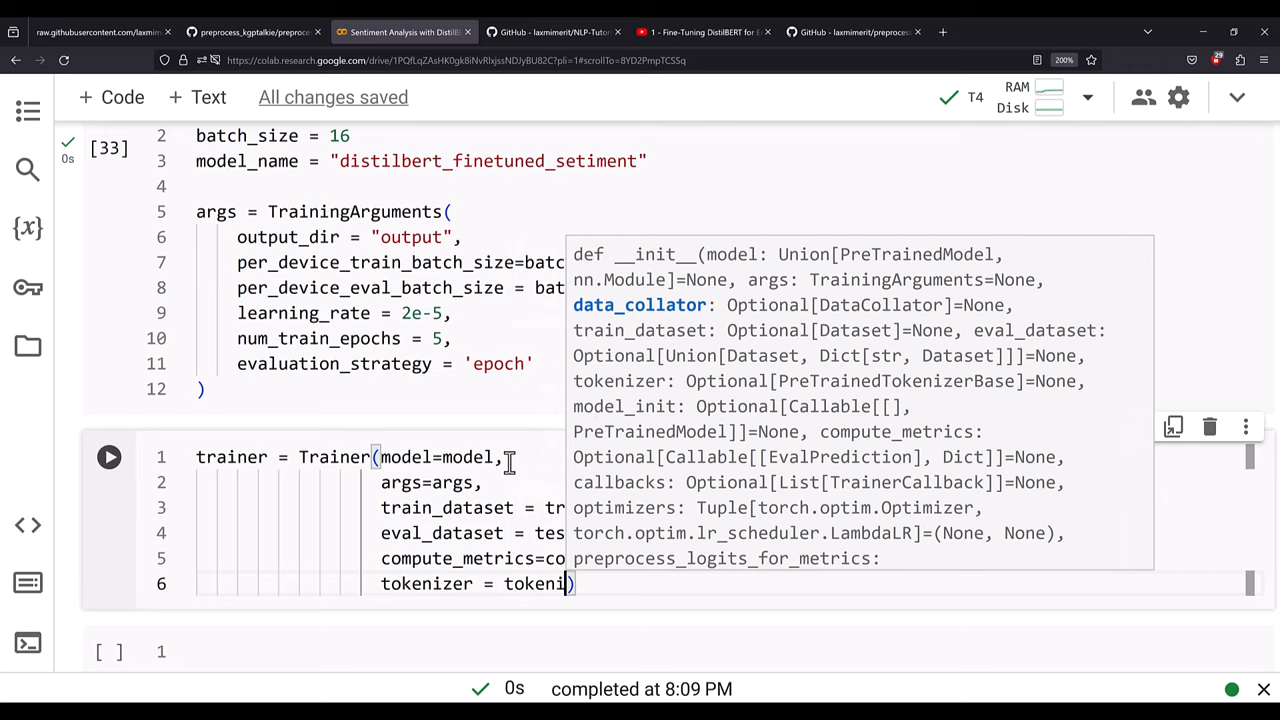 raw.githubusercontent.com/laxmim
preprocess_kgptalkie/preproces
Sentiment Analysis with DistilBE
GitHub - laxmimerit/NLP-Tutori
1 - Fine-Tuning DistilBERT for E
GitHub - laxmimerit/preprocess
https://colab.research.google.com/drive/1PQfLqZAsHK0gk8iNvRlxjssNDJyBU82C?pli=1#scrollTo=8YD2PmpTCSSq
200%
29
+ Code + Text All changes saved
T4
RAM
Disk
{x}
0s
[33]
2 batch_size = 16
3 model_name = "distilbert_finetuned_setiment"
4
5 args = TrainingArguments(
6 output_dir = "output",
7 per_device_train_batch_size=batc
8 per_device_eval_batch_size = bat
9 learning_rate = 2e-5,
10 num_train_epochs = 5,
11 evaluation_strategy = 'epoch'
12 )
def __init__(model: Union[PreTrainedModel,
nn.Module]=None, args: TrainingArguments=None,
data_collator: Optional[DataCollator]=None,
train_dataset: Optional[Dataset]=None, eval_dataset:
Optional[Union[Dataset, Dict[str, Dataset]]]=None,
tokenizer: Optional[PreTrainedTokenizerBase]=None,
model_init: Optional[Callable[[],
PreTrainedModel]]=None, compute_metrics:
Optional[Callable[[EvalPrediction], Dict]]=None,
callbacks: Optional[List[TrainerCallback]]=None,
optimizers: Tuple[torch.optim.Optimizer,
torch.optim.lr_scheduler.LambdaLR]=(None, None),
preprocess_logits_for_metrics:
1 trainer = Trainer(model=model,
2 args=args,
3 train_dataset = tr
4 eval_dataset = tes
5 compute_metrics=co
6 tokenizer = tokeni)
[ ] 1
0s completed at 8:09 PM